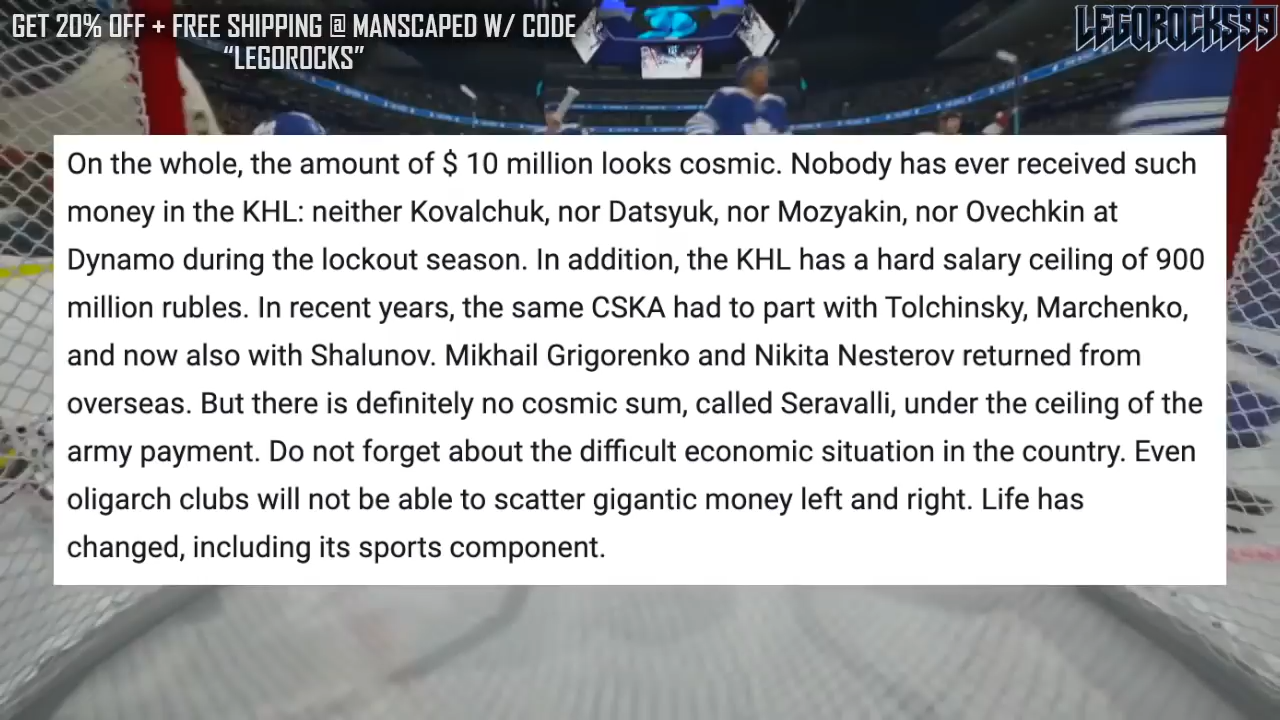 GET 20% OFF + FREE SHIPPING @ MANSCAPED W/ CODE
“LEGOROCKS”
LEGOROCKS99
On the whole, the amount of $ 10 million looks cosmic. Nobody has ever received such
money in the KHL: neither Kovalchuk, nor Datsyuk, nor Mozyakin, nor Ovechkin at
Dynamo during the lockout season. In addition, the KHL has a hard salary ceiling of 900
million rubles. In recent years, the same CSKA had to part with Tolchinsky, Marchenko,
and now also with Shalunov. Mikhail Grigorenko and Nikita Nesterov returned from
overseas. But there is definitely no cosmic sum, called Seravalli, under the ceiling of the
army payment. Do not forget about the difficult economic situation in the country. Even
oligarch clubs will not be able to scatter gigantic money left and right. Life has
changed, including its sports component.